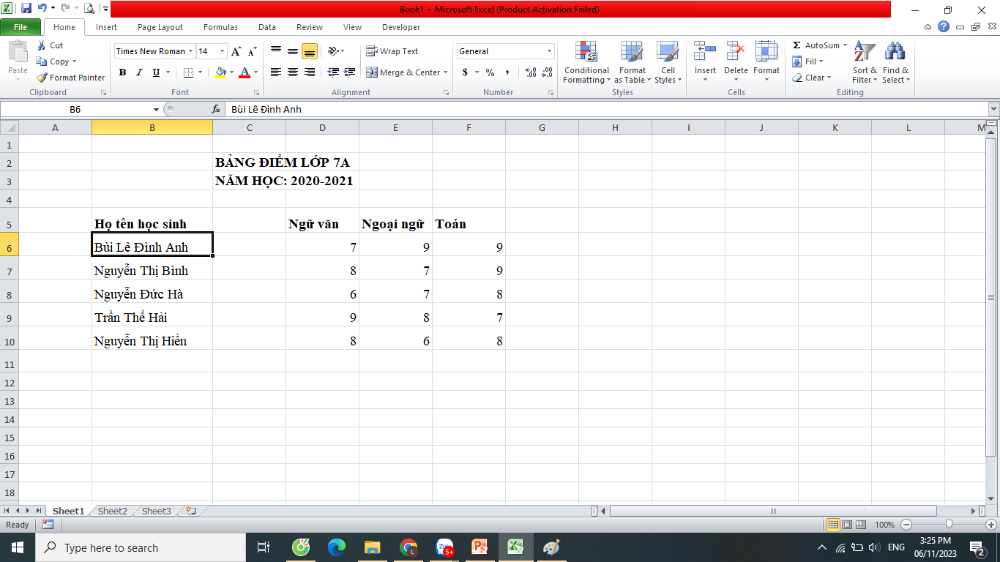 Book1 - Microsoft Excel (Product Activation Failed)
File Home Insert Page Layout Formulas Data Review View Developer
Paste Cut Copy Format Painter Clipboard
Times New Roman 14 A A B I U A Font
Wrap Text Merge & Center Alignment
General $ % , .00 .0 Number
Conditional Formatting Format as Table Cell Styles Styles
Insert Delete Format Cells
Σ AutoSum Fill Clear Sort & Filter Find & Select Editing
B6 fx Bùi Lê Đình Anh
A B C D E F G H I J K L M
1
2 BẢNG ĐIỂM LỚP 7A
3 NĂM HỌC: 2020-2021
4
5 Họ tên học sinh Ngữ văn Ngoại ngữ Toán
6 Bùi Lê Đình Anh 7 9 9
7 Nguyễn Thị Bình 8 7 9
8 Nguyễn Đức Hà 6 7 8
9 Trần Thế Hải 9 8 7
10 Nguyễn Thị Hiền 8 6 8
11
12
13
14
15
16
17
18
Sheet1 Sheet2 Sheet3
Ready 100%
Type here to search ENG 3:25 PM
06/11/2023 2